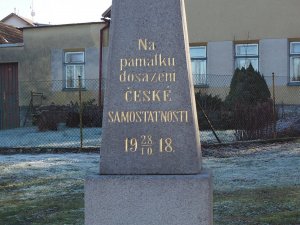 Na
památku
dosažení
ČESKÉ
SAMOSTATNOSTI
19 28/10 18.